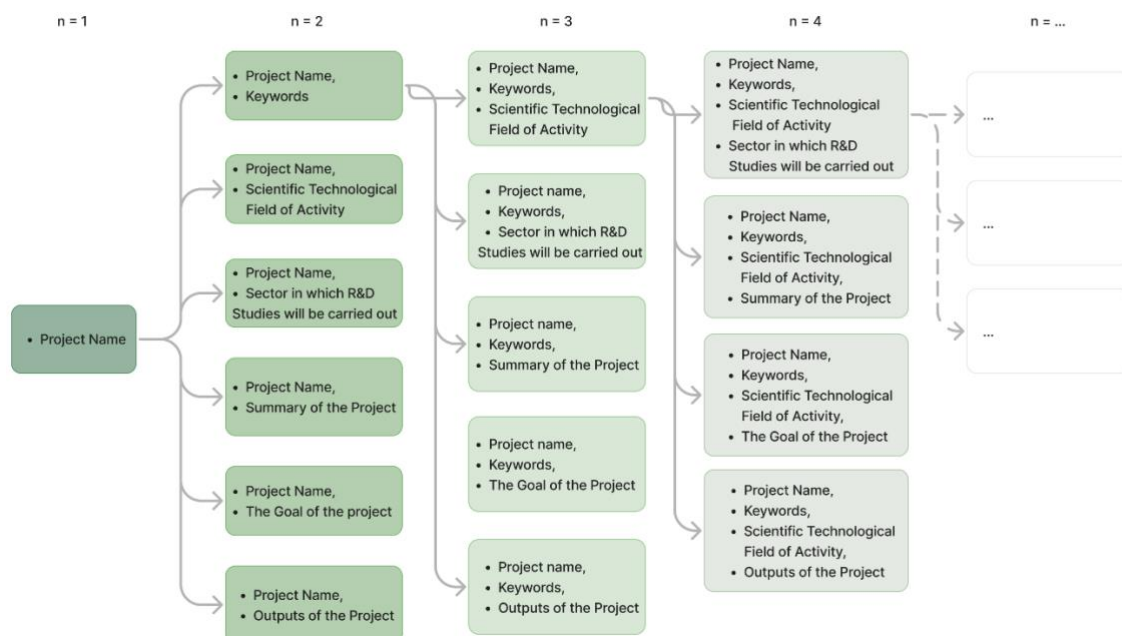 n = 1
n = 2
n = 3
n = 4
n = ...
• Project Name
• Project Name,
• Keywords
• Project Name,
• Scientific Technological
Field of Activity
• Project Name,
• Sector in which R&D
Studies will be carried out
• Project Name,
• Summary of the Project
• Project Name,
• The Goal of the project
• Project Name,
• Outputs of the Project
• Project Name,
• Keywords,
• Scientific Technological
Field of Activity
• Project name,
• Keywords,
• Sector in which R&D
Studies will be carried out
• Project name,
• Keywords,
• Summary of the Project
• Project name,
• Keywords,
• The Goal of the Project
• Project name,
• Keywords,
• Outputs of the Project
• Project Name,
• Keywords,
• Scientific Technological
Field of Activity
• Sector in which R&D
Studies will be carried out
• Project Name,
• Keywords,
• Scientific Technological
Field of Activity,
• Summary of the Project
• Project Name,
• Keywords,
• Scientific Technological
Field of Activity,
• The Goal of the Project
• Project Name,
• Keywords,
• Scientific Technological
Field of Activity,
• Outputs of the Project
...
...
...